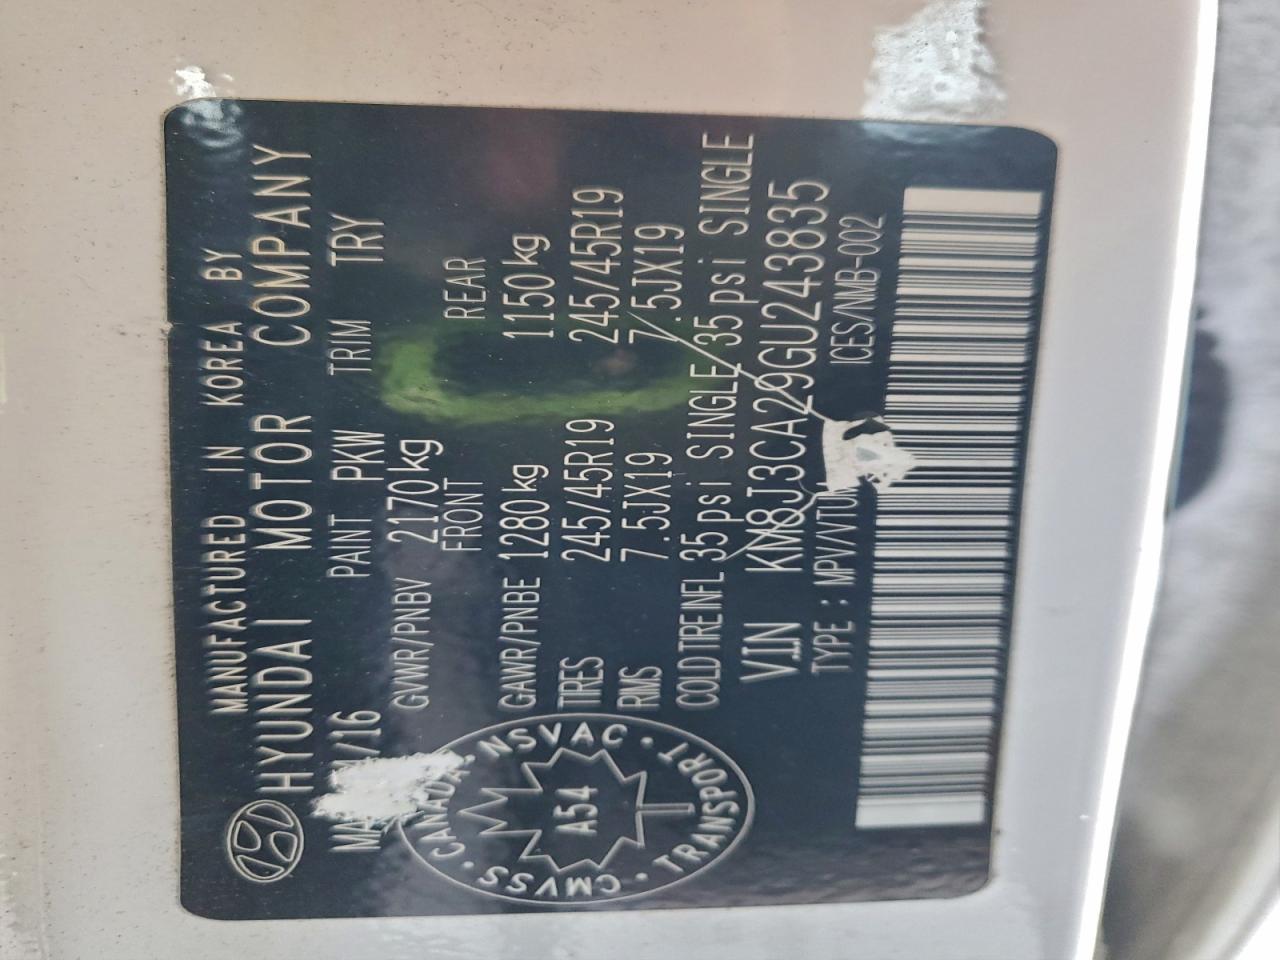 MANUFACTURED IN KOREA BY
HYUNDAI MOTOR COMPANY
/16 PAINT PKW TRIM TRY
GVWR/PNBV 2170kg
FRONT REAR
GAWR/PNBE 1280kg 1150kg
TIRES 245/45R19 245/45R19
RMS 7.5JX19 7.5JX19
COLD TIRE INFL 35psi SINGLE 35psi SINGLE
VIN KM8J3CA29GU243835
TYPE : MPV/VTUM ICES/NMB-002
CANADA · NSVAC · TRANSPORT · CMVSS ·
A54